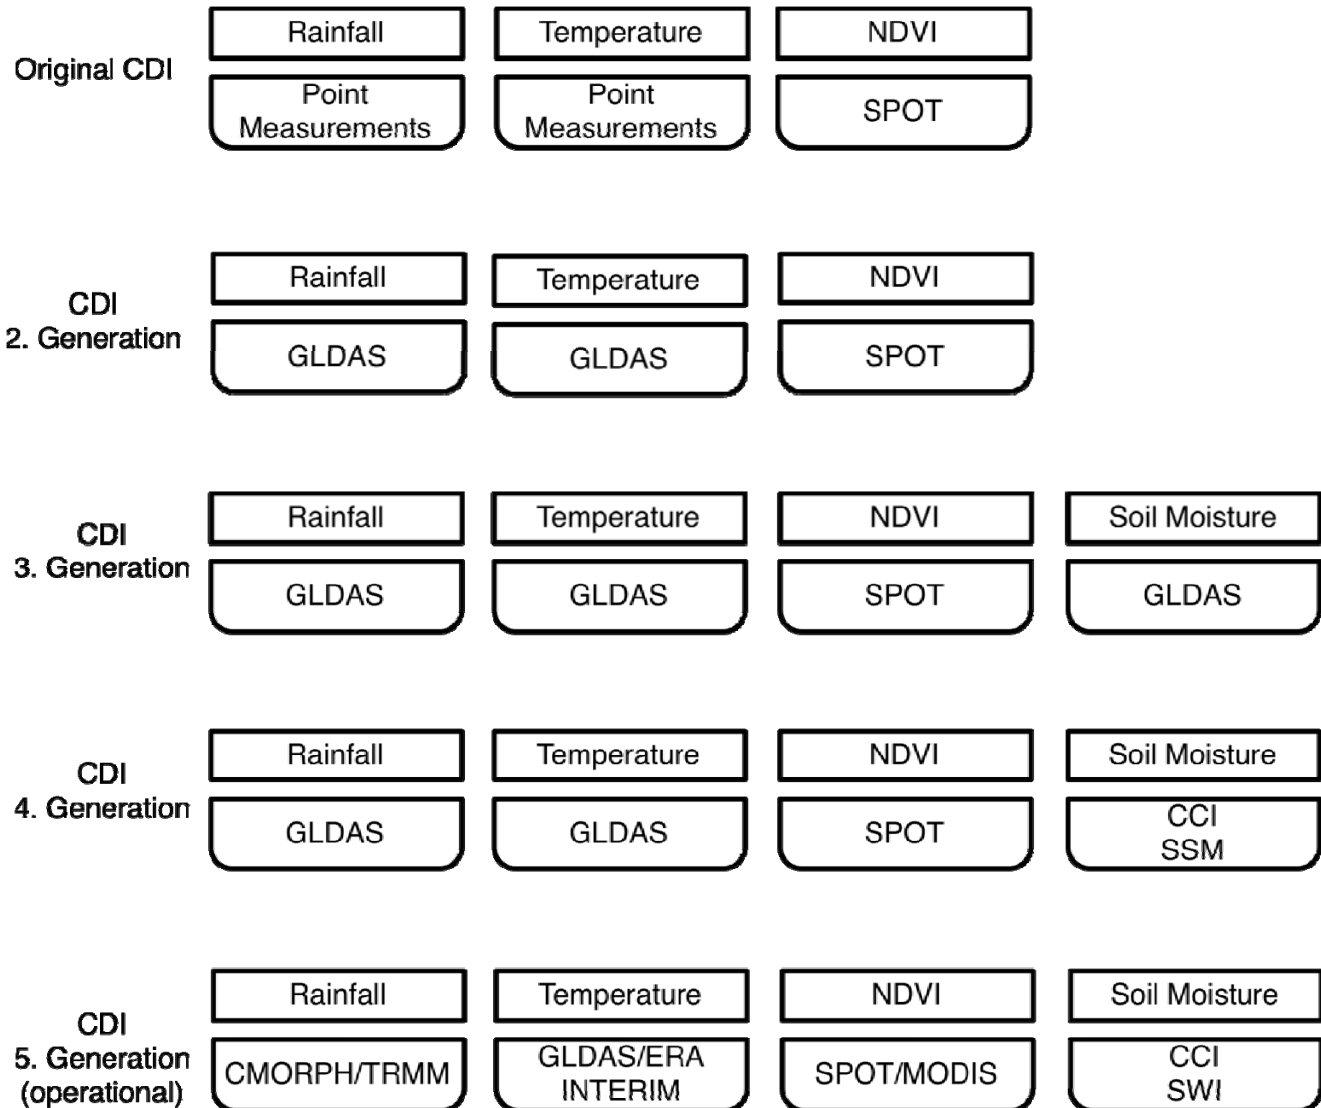 Rainfall
Temperature
NDVI
Original CDI
Point
Measurements
Point
Measurements
SPOT
Rainfall
Temperature
NDVI
CDI
2. Generation
GLDAS
GLDAS
SPOT
Rainfall
Temperature
NDVI
Soil Moisture
CDI
3. Generation
GLDAS
GLDAS
SPOT
GLDAS
Rainfall
Temperature
NDVI
Soil Moisture
CDI
4. Generation
GLDAS
GLDAS
SPOT
CCI
SSM
Rainfall
Temperature
NDVI
Soil Moisture
CDI
5. Generation
(operational)
CMORPH/TRMM
GLDAS/ERA
INTERIM
SPOT/MODIS
CCI
SWI